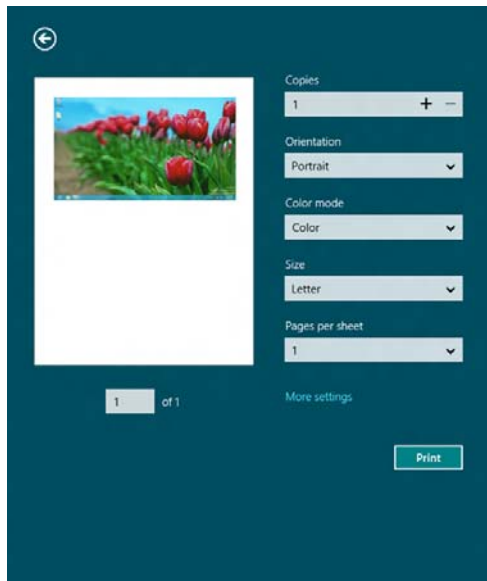 Copies
1
Orientation
Portrait
Color mode
Color
Size
Letter
Pages per sheet
1
1 of 1
More settings
Print